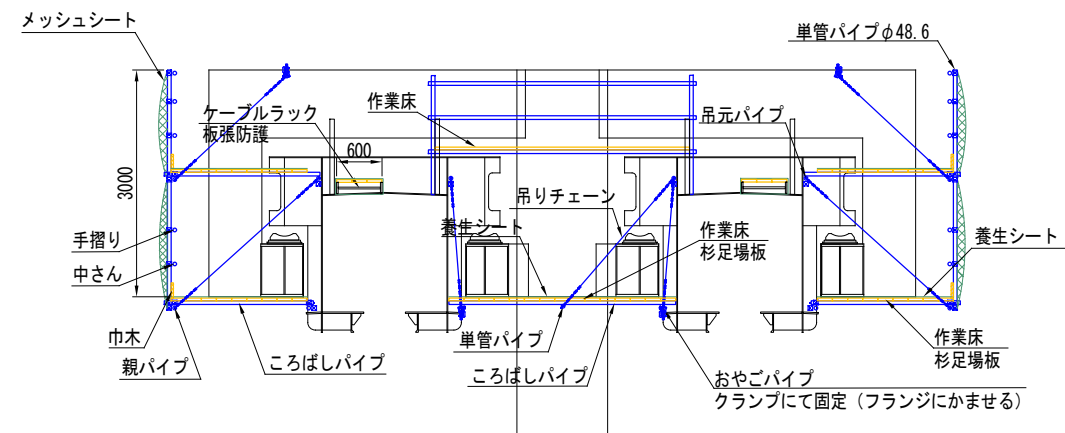 メッシュシート
単管パイプφ48.6
作業床
ケーブルラック
板張防護
吊元パイプ
600
3000
吊りチェーン
養生シート
作業床
杉足場板
養生シート
手摺り
中さん
巾木
親パイプ
ころばしパイプ
単管パイプ
ころばしパイプ
作業床
杉足場板
おやごパイプ
クランプにて固定（フランジにかませる）